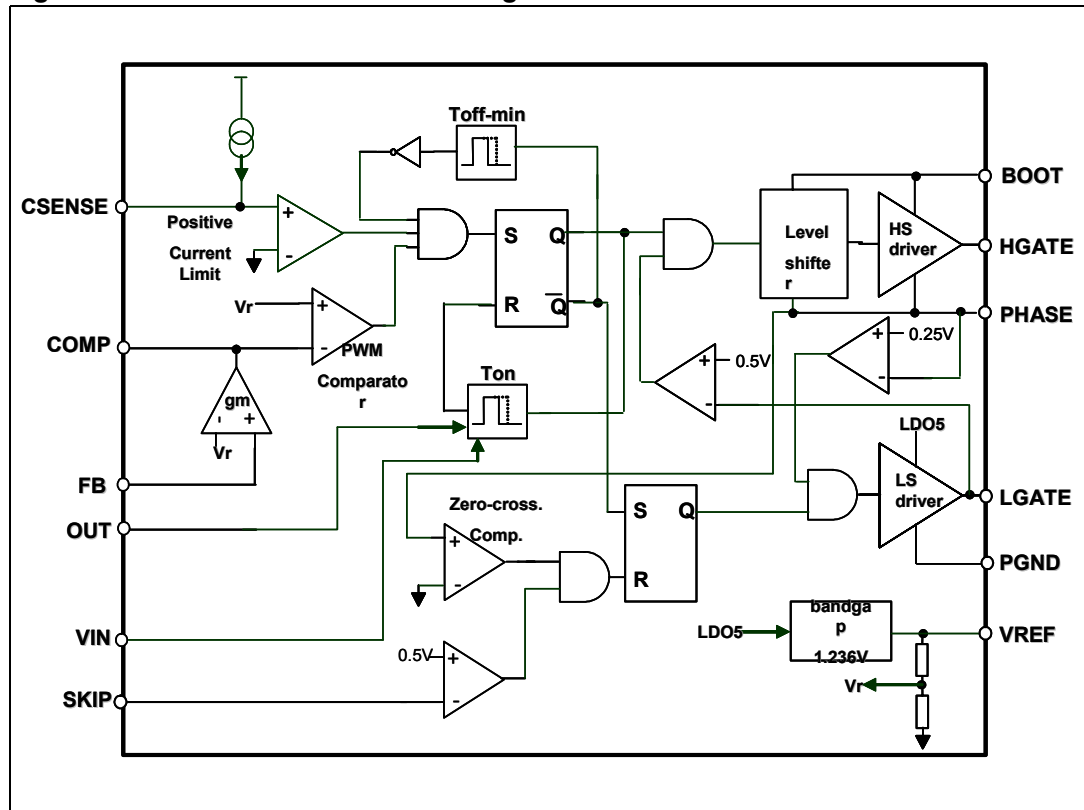 Toff-min
BOOT
CSENSE
Positive
+
-
Current
Limit
S
Q
R
Q
Level
shifte
r
HS
driver
HGATE
Vr
+
-
PWM
Comparato
r
PHASE
COMP
gm
-
+
Vr
Ton
+
0.5V
-
+
0.25V
-
LDO5
LS
driver
LGATE
FB
OUT
Zero-cross.
Comp.
+
-
S
Q
R
PGND
VIN
LDO5
bandga
p
1.236V
VREF
0.5V
+
-
Vr
SKIP